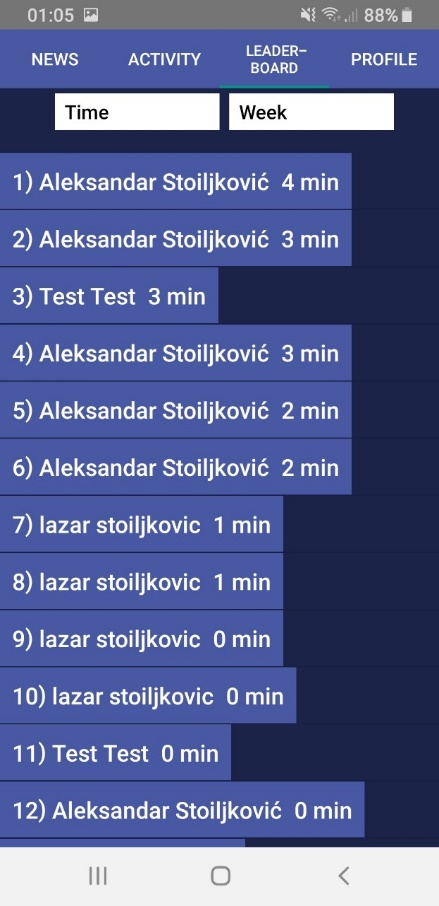 01:05 88%
NEWS ACTIVITY LEADER-
BOARD PROFILE
Time Week
1) Aleksandar Stoiljković 4 min
2) Aleksandar Stoiljković 3 min
3) Test Test 3 min
4) Aleksandar Stoiljković 3 min
5) Aleksandar Stoiljković 2 min
6) Aleksandar Stoiljković 2 min
7) lazar stoiljkovic 1 min
8) lazar stoiljkovic 1 min
9) lazar stoiljkovic 0 min
10) lazar stoiljkovic 0 min
11) Test Test 0 min
12) Aleksandar Stoiljković 0 min